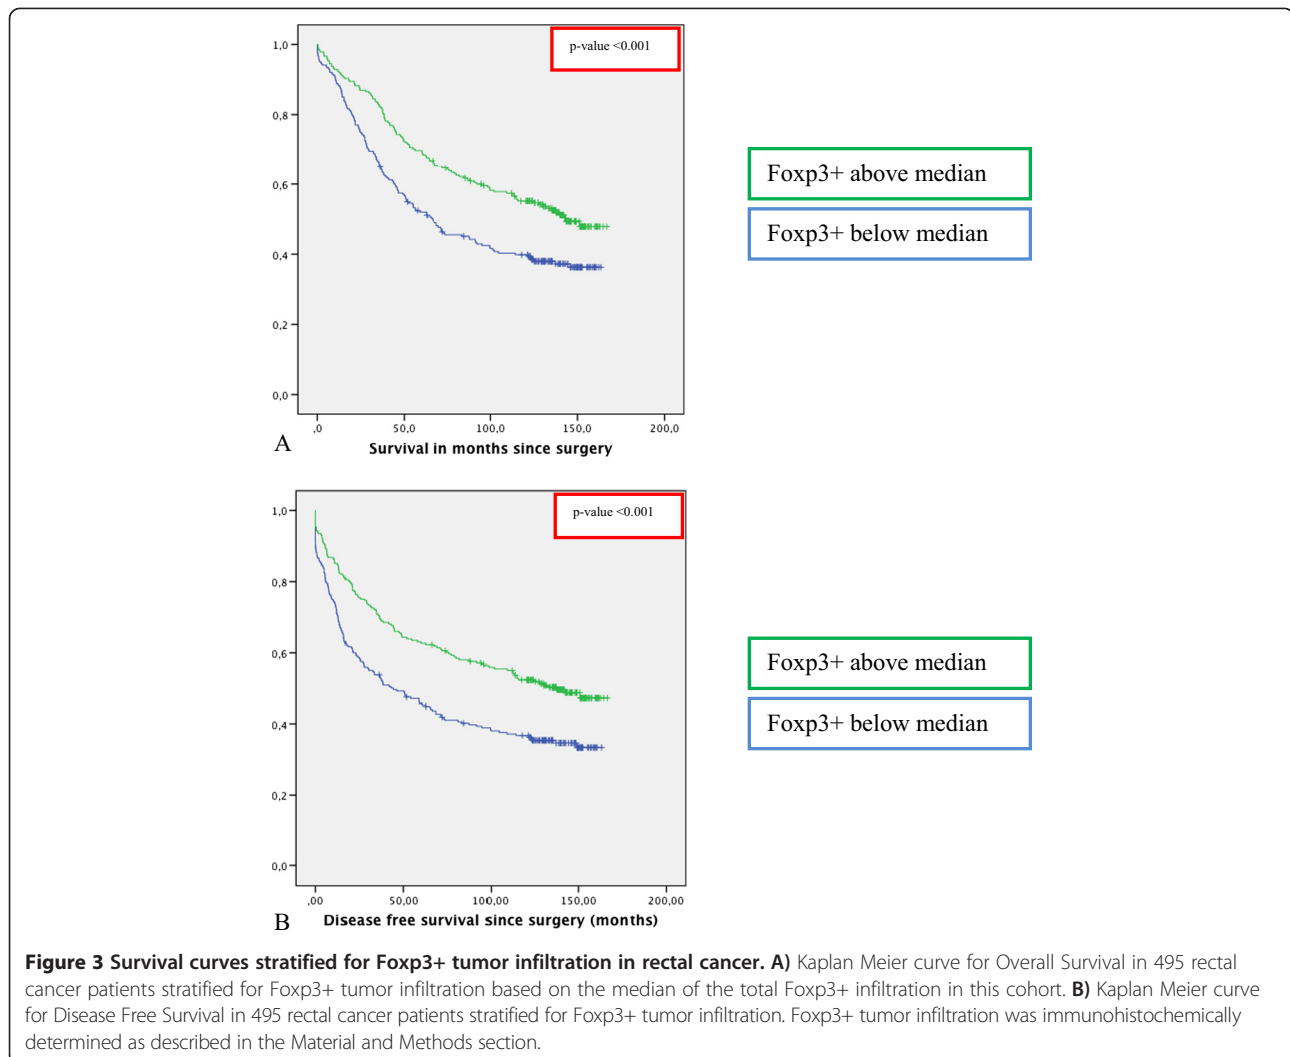 p-value <0.001
1,0
0,8
0,6
0,4
0,2
0,0
,0 50,0 100,0 150,0 200,0
A
Survival in months since surgery
Foxp3+ above median
Foxp3+ below median
p-value <0.001
1,0
0,8
0,6
0,4
0,2
0,0
,00 50,00 100,00 150,00 200,00
B
Disease free survival since surgery (months)
Foxp3+ above median
Foxp3+ below median
Figure 3 Survival curves stratified for Foxp3+ tumor infiltration in rectal cancer. A) Kaplan Meier curve for Overall Survival in 495 rectal
cancer patients stratified for Foxp3+ tumor infiltration based on the median of the total Foxp3+ infiltration in this cohort. B) Kaplan Meier curve
for Disease Free Survival in 495 rectal cancer patients stratified for Foxp3+ tumor infiltration. Foxp3+ tumor infiltration was immunohistochemically
determined as described in the Material and Methods section.